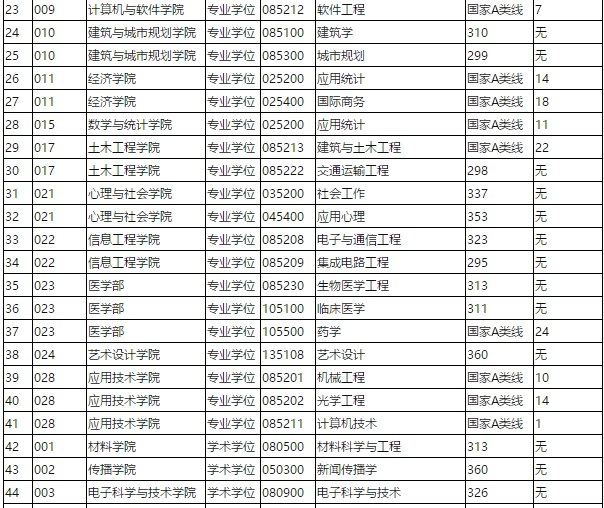 23 009 计算机与软件学院 专业学位 085212 软件工程 国家A类线 7
24 010 建筑与城市规划学院 专业学位 085100 建筑学 310 无
25 010 建筑与城市规划学院 专业学位 085300 城市规划 299 无
26 011 经济学院 专业学位 025200 应用统计 国家A类线 14
27 011 经济学院 专业学位 025400 国际商务 国家A类线 18
28 015 数学与统计学院 专业学位 025200 应用统计 国家A类线 11
29 017 土木工程学院 专业学位 085213 建筑与土木工程 国家A类线 22
30 017 土木工程学院 专业学位 085222 交通运输工程 298 无
31 021 心理与社会学院 专业学位 035200 社会工作 337 无
32 021 心理与社会学院 专业学位 045400 应用心理 353 无
33 022 信息工程学院 专业学位 085208 电子与通信工程 323 无
34 022 信息工程学院 专业学位 085209 集成电路工程 295 无
35 023 医学部 专业学位 085230 生物医学工程 313 无
36 023 医学部 专业学位 105100 临床医学 311 无
37 023 医学部 专业学位 105500 药学 国家A类线 24
38 024 艺术设计学院 专业学位 135108 艺术设计 360 无
39 028 应用技术学院 专业学位 085201 机械工程 国家A类线 10
40 028 应用技术学院 专业学位 085202 光学工程 国家A类线 14
41 028 应用技术学院 专业学位 085211 计算机技术 国家A类线 1
42 001 材料学院 学术学位 080500 材料科学与工程 313 无
43 002 传播学院 学术学位 050300 新闻传播学 360 无
44 003 电子科学与技术学院 学术学位 080900 电子科学与技术 326 无